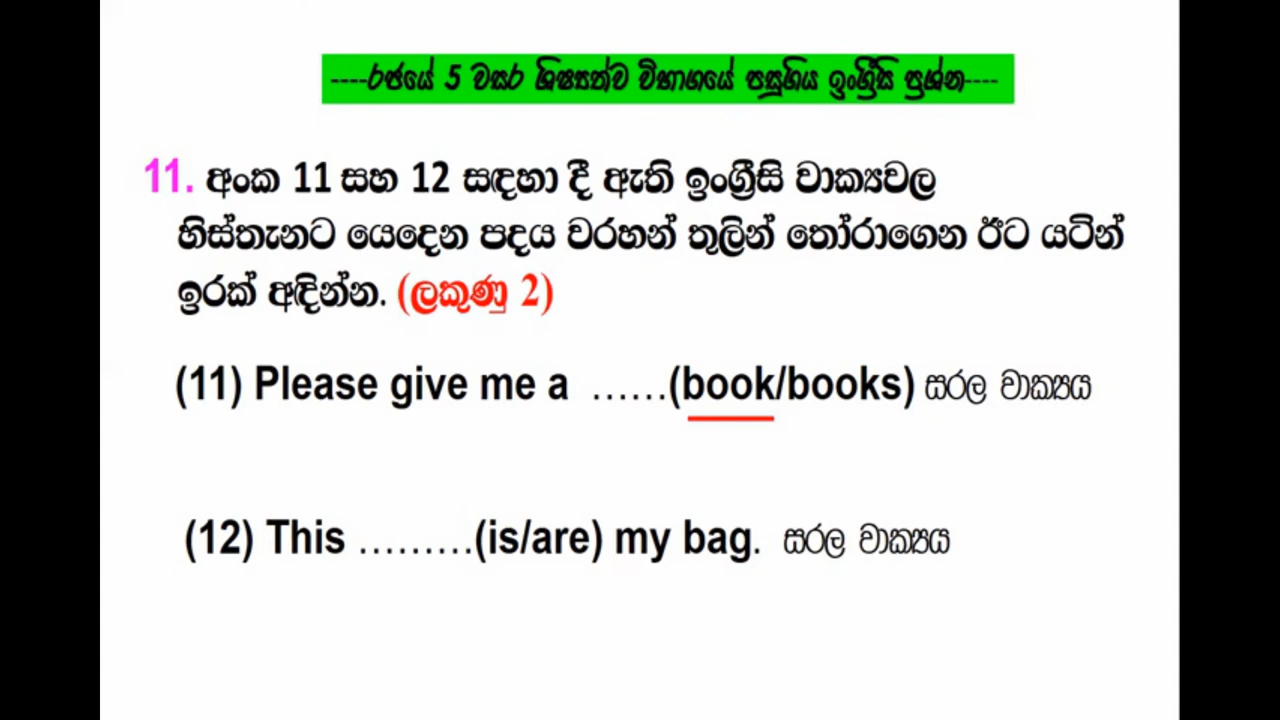 ----රජයේ 5 වසර ශිෂ්‍යත්ව විභාගයේ පසුගිය ඉංග්‍රීසි ප්‍රශ්න----
11. අංක 11 සහ 12 සඳහා දී ඇති ඉංග්‍රීසි වාක්‍යවල
හිස්තැනට යෙදෙන පදය වරහන් තුලින් තෝරාගෙන ඊට යටින්
ඉරක් අඳින්න. (ලකුණු 2)
(11) Please give me a ......(book/books) සරල වාක්‍යය
(12) This .........(is/are) my bag. සරල වාක්‍යය